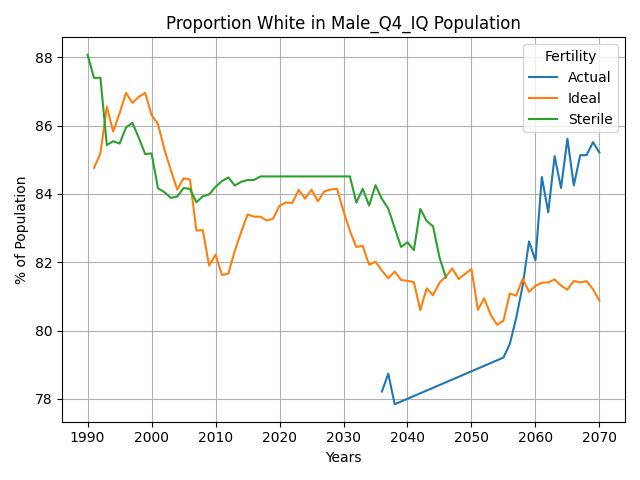 Proportion White in Male_Q4_IQ Population
Fertility
Actual
Ideal
Sterile
% of Population
88
86
84
82
80
78
1990 2000 2010 2020 2030 2040 2050 2060 2070
Years